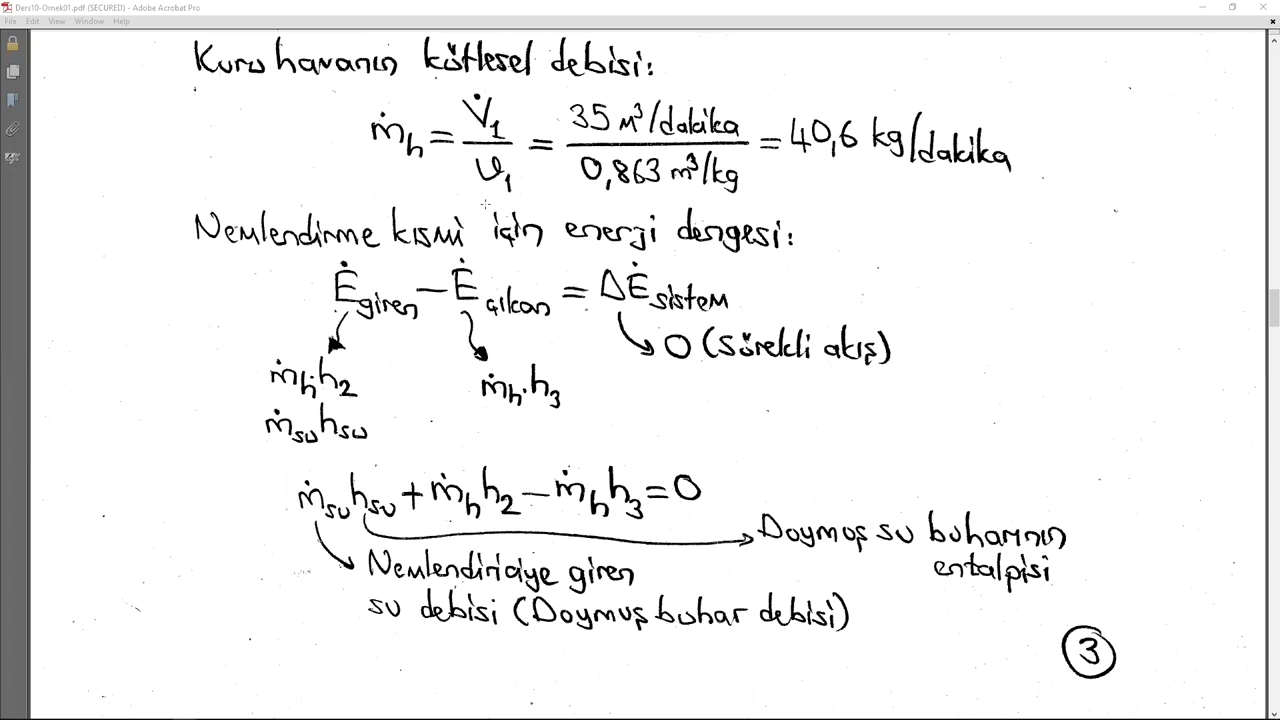 Ders10-Ornek01.pdf (SECURED) - Adobe Acrobat Pro
File Edit View Window Help
Kuru havanın kütlesel debisi:
ṁh = V̇1/υ1 = 35 m³/dakika / 0,863 m³/kg = 40,6 kg/dakika
Nemlendirme kısmı için enerji dengesi:
Ėgiren − Ėçıkan = ΔĖsistem
0 (Sürekli akış)
ṁh h2
ṁh.h3
ṁsu hsu
ṁsu hsu + ṁh h2 − ṁh h3 = 0
Doymuş su buharının
entalpisi
Nemlendiriciye giren
su debisi (Doymuş buhar debisi)
3